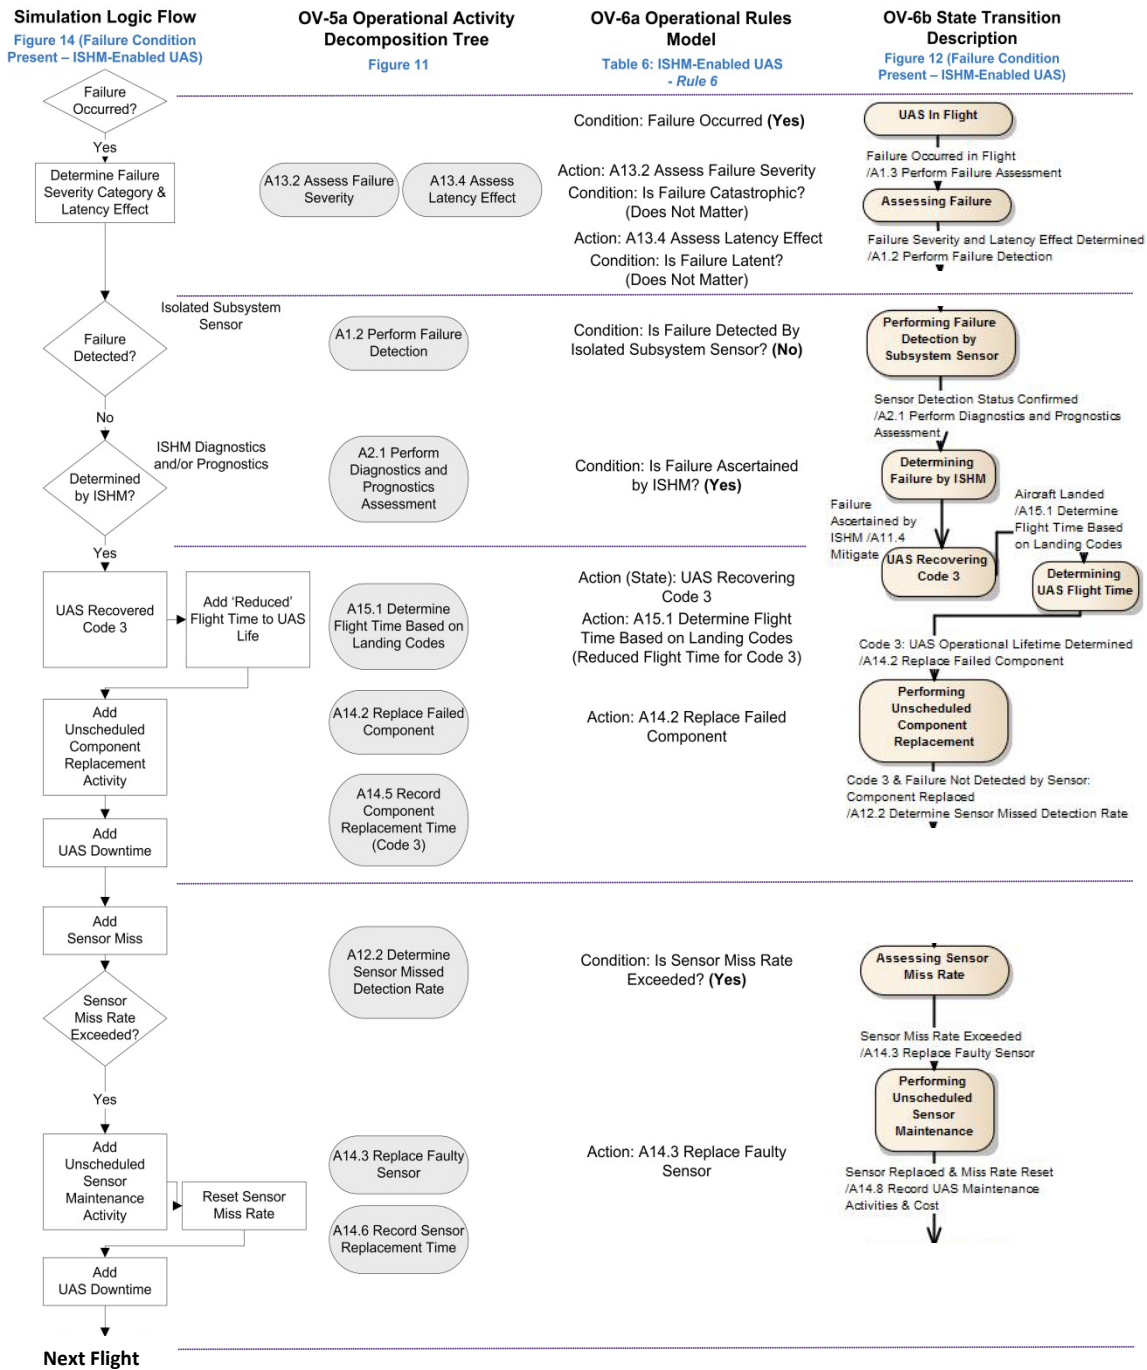 Simulation Logic Flow
Figure 14 (Failure Condition
Present – ISHM-Enabled UAS)
Failure
Occurred?
Yes
Determine Failure
Severity Category &
Latency Effect
Isolated Subsystem
Sensor
Failure
Detected?
No
ISHM Diagnostics
and/or Prognostics
Determined
by ISHM?
Yes
UAS Recovered
Code 3
Add ‘Reduced’
Flight Time to UAS
Life
Add
Unscheduled
Component
Replacement
Activity
Add
UAS Downtime
Add
Sensor Miss
Sensor
Miss Rate
Exceeded?
Yes
Add
Unscheduled
Sensor
Maintenance
Activity
Reset Sensor
Miss Rate
Add
UAS Downtime
Next Flight
OV-5a Operational Activity
Decomposition Tree
Figure 11
A13.2 Assess Failure
Severity
A13.4 Assess
Latency Effect
A1.2 Perform Failure
Detection
A2.1 Perform
Diagnostics and
Prognostics
Assessment
A15.1 Determine
Flight Time Based on
Landing Codes
A14.2 Replace Failed
Component
A14.5 Record
Component
Replacement Time
(Code 3)
A12.2 Determine
Sensor Missed
Detection Rate
A14.3 Replace Faulty
Sensor
A14.6 Record Sensor
Replacement Time
OV-6a Operational Rules
Model
Table 6: ISHM-Enabled UAS
- Rule 6
Condition: Failure Occurred (Yes)
Action: A13.2 Assess Failure Severity
Condition: Is Failure Catastrophic?
(Does Not Matter)
Action: A13.4 Assess Latency Effect
Condition: Is Failure Latent?
(Does Not Matter)
Condition: Is Failure Detected By
Isolated Subsystem Sensor? (No)
Condition: Is Failure Ascertained
by ISHM? (Yes)
Action (State): UAS Recovering
Code 3
Action: A15.1 Determine Flight
Time Based on Landing Codes
(Reduced Flight Time for Code 3)
Action: A14.2 Replace Failed
Component
Condition: Is Sensor Miss Rate
Exceeded? (Yes)
Action: A14.3 Replace Faulty
Sensor
OV-6b State Transition
Description
Figure 12 (Failure Condition
Present – ISHM-Enabled UAS)
UAS In Flight
Failure Occurred in Flight
/A1.3 Perform Failure Assessment
Assessing Failure
Failure Severity and Latency Effect Determined
/A1.2 Perform Failure Detection
Performing Failure
Detection by
Subsystem Sensor
Sensor Detection Status Confirmed
/A2.1 Perform Diagnostics and Prognostics
Assessment
Determining
Failure by ISHM
Failure
Ascertained by
ISHM /A11.4
Mitigate
Aircraft Landed
/A15.1 Determine
Flight Time Based
on Landing Codes
UAS Recovering
Code 3
Determining
UAS Flight Time
Code 3: UAS Operational Lifetime Determined
/A14.2 Replace Failed Component
Performing
Unscheduled
Component
Replacement
Code 3 & Failure Not Detected by Sensor:
Component Replaced
/A12.2 Determine Sensor Missed Detection Rate
Assessing Sensor
Miss Rate
Sensor Miss Rate Exceeded
/A14.3 Replace Faulty Sensor
Performing
Unscheduled
Sensor
Maintenance
Sensor Replaced & Miss Rate Reset
/A14.8 Record UAS Maintenance
Activities & Cost